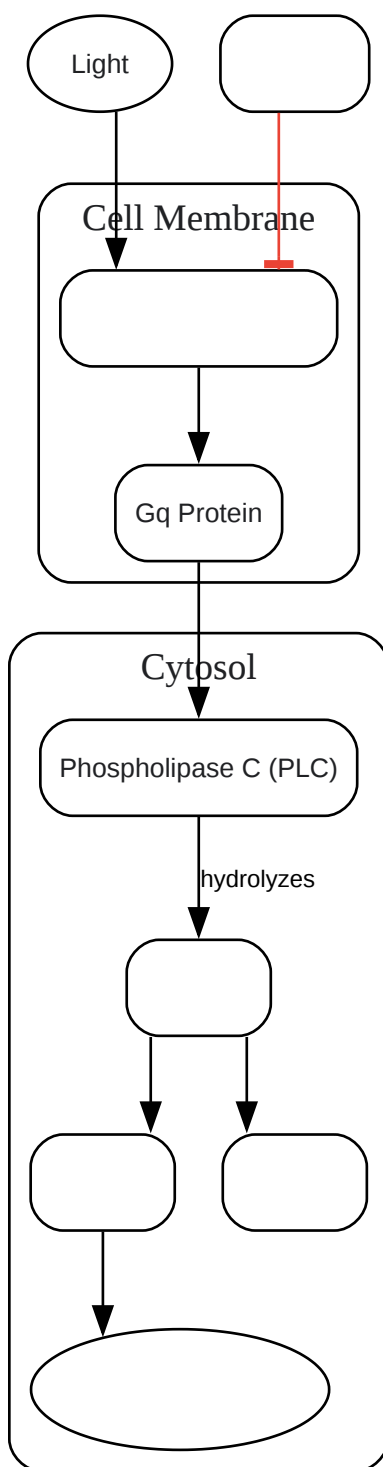 Light
Cell Membrane
Gq Protein
Cytosol
Phospholipase C (PLC)
hydrolyzes